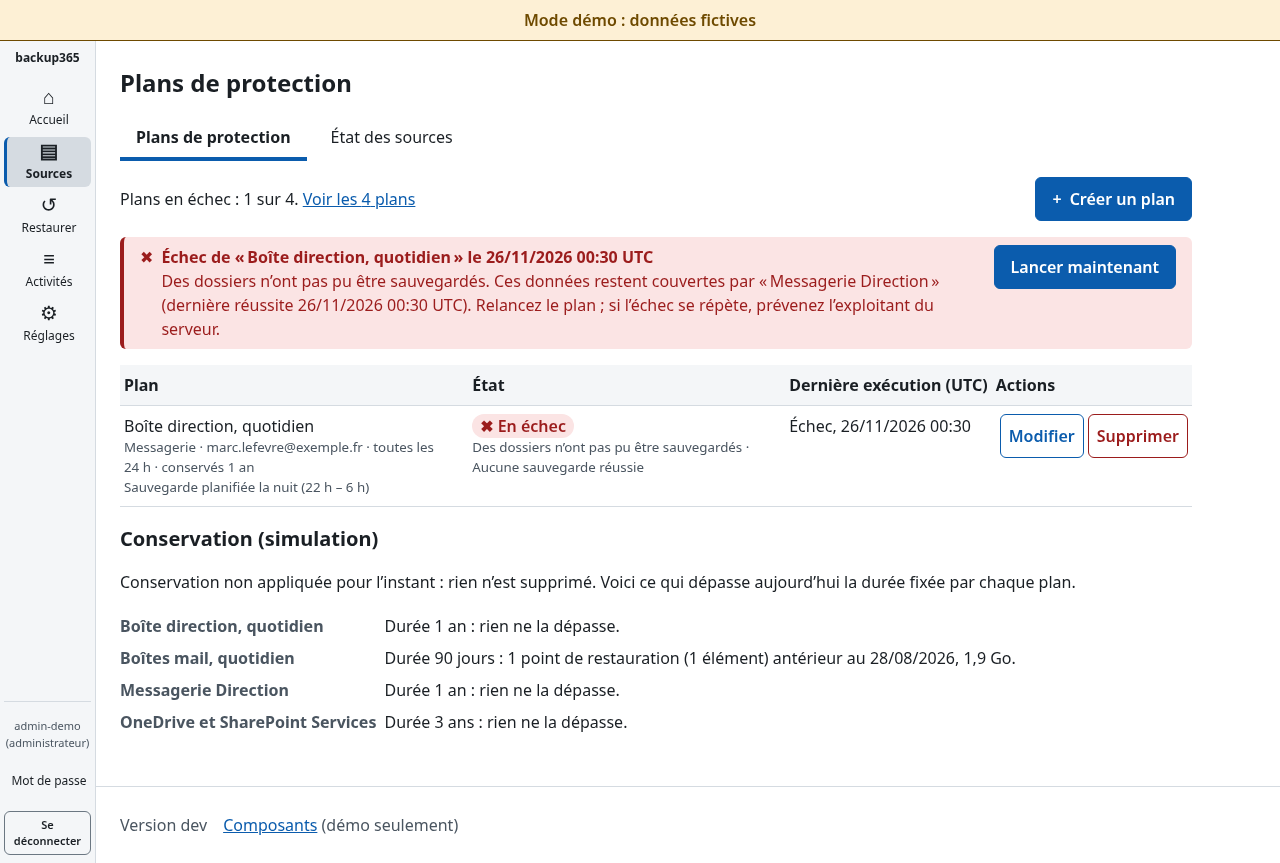 Mode démo : données fictives
backup365
Accueil
Sources
Restaurer
Activités
Réglages
admin-demo
(administrateur)
Mot de passe
Se
déconnecter
Plans de protection
Plans de protection
État des sources
Plans en échec : 1 sur 4. Voir les 4 plans
+ Créer un plan
✖ Échec de « Boîte direction, quotidien » le 26/11/2026 00:30 UTC
Des dossiers n’ont pas pu être sauvegardés. Ces données restent couvertes par « Messagerie Direction »
(dernière réussite 26/11/2026 00:30 UTC). Relancez le plan ; si l’échec se répète, prévenez l’exploitant du
serveur.
Lancer maintenant
Plan
État
Dernière exécution (UTC)
Actions
Boîte direction, quotidien
Messagerie · marc.lefevre@exemple.fr · toutes les
24 h · conservés 1 an
Sauvegarde planifiée la nuit (22 h – 6 h)
✖ En échec
Des dossiers n’ont pas pu être sauvegardés ·
Aucune sauvegarde réussie
Échec, 26/11/2026 00:30
Modifier
Supprimer
Conservation (simulation)
Conservation non appliquée pour l’instant : rien n’est supprimé. Voici ce qui dépasse aujourd’hui la durée fixée par chaque plan.
Boîte direction, quotidien
Durée 1 an : rien ne la dépasse.
Boîtes mail, quotidien
Durée 90 jours : 1 point de restauration (1 élément) antérieur au 28/08/2026, 1,9 Go.
Messagerie Direction
Durée 1 an : rien ne la dépasse.
OneDrive et SharePoint Services
Durée 3 ans : rien ne la dépasse.
Version dev
Composants (démo seulement)